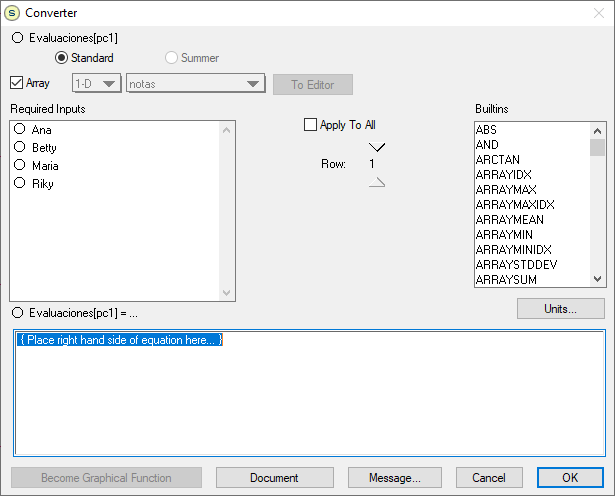 Converter
Evaluaciones[pc1]
Standard
Summer
Array
1-D
notas
To Editor
Required Inputs
Ana
Betty
Maria
Riky
Apply To All
Row: 1
Builtins
ABS
AND
ARCTAN
ARRAYIDX
ARRAYMAX
ARRAYMAXIDX
ARRAYMEAN
ARRAYMIN
ARRAYMINIDX
ARRAYSTDDEV
ARRAYSUM
Units...
Evaluaciones[pc1] = ...
{ Place right hand side of equation here... }
Become Graphical Function
Document
Message...
Cancel
OK